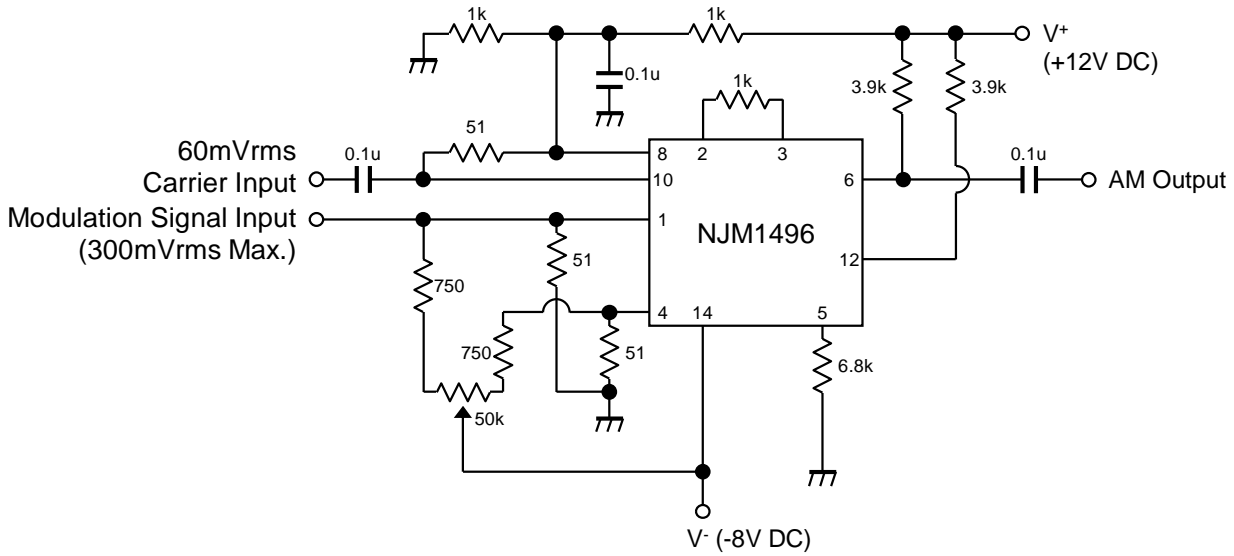 1k
1k
V+
(+12V DC)
0.1u
1k
3.9k
3.9k
51
60mVrms
Carrier Input
0.1u
8
2
3
10
6
0.1u
AM Output
Modulation Signal Input
(300mVrms Max.)
1
NJM1496
51
750
12
4
14
5
750
51
6.8k
50k
V- (-8V DC)